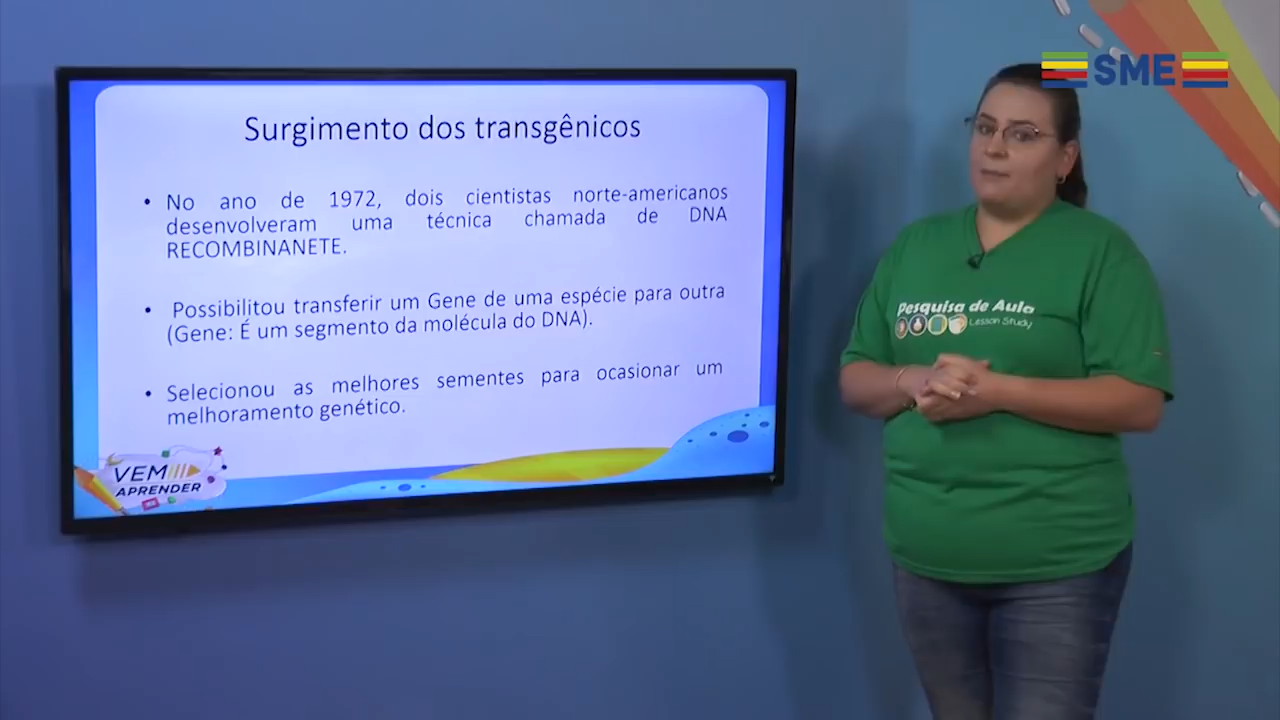 SME
Surgimento dos transgênicos
• No ano de 1972, dois cientistas norte-americanos
desenvolveram uma técnica chamada de DNA
RECOMBINANETE.
• Possibilitou transferir um Gene de uma espécie para outra
(Gene: É um segmento da molécula do DNA).
• Selecionou as melhores sementes para ocasionar um
melhoramento genético.
VEM
APRENDER
Pesquisa de Aula
Lesson Study